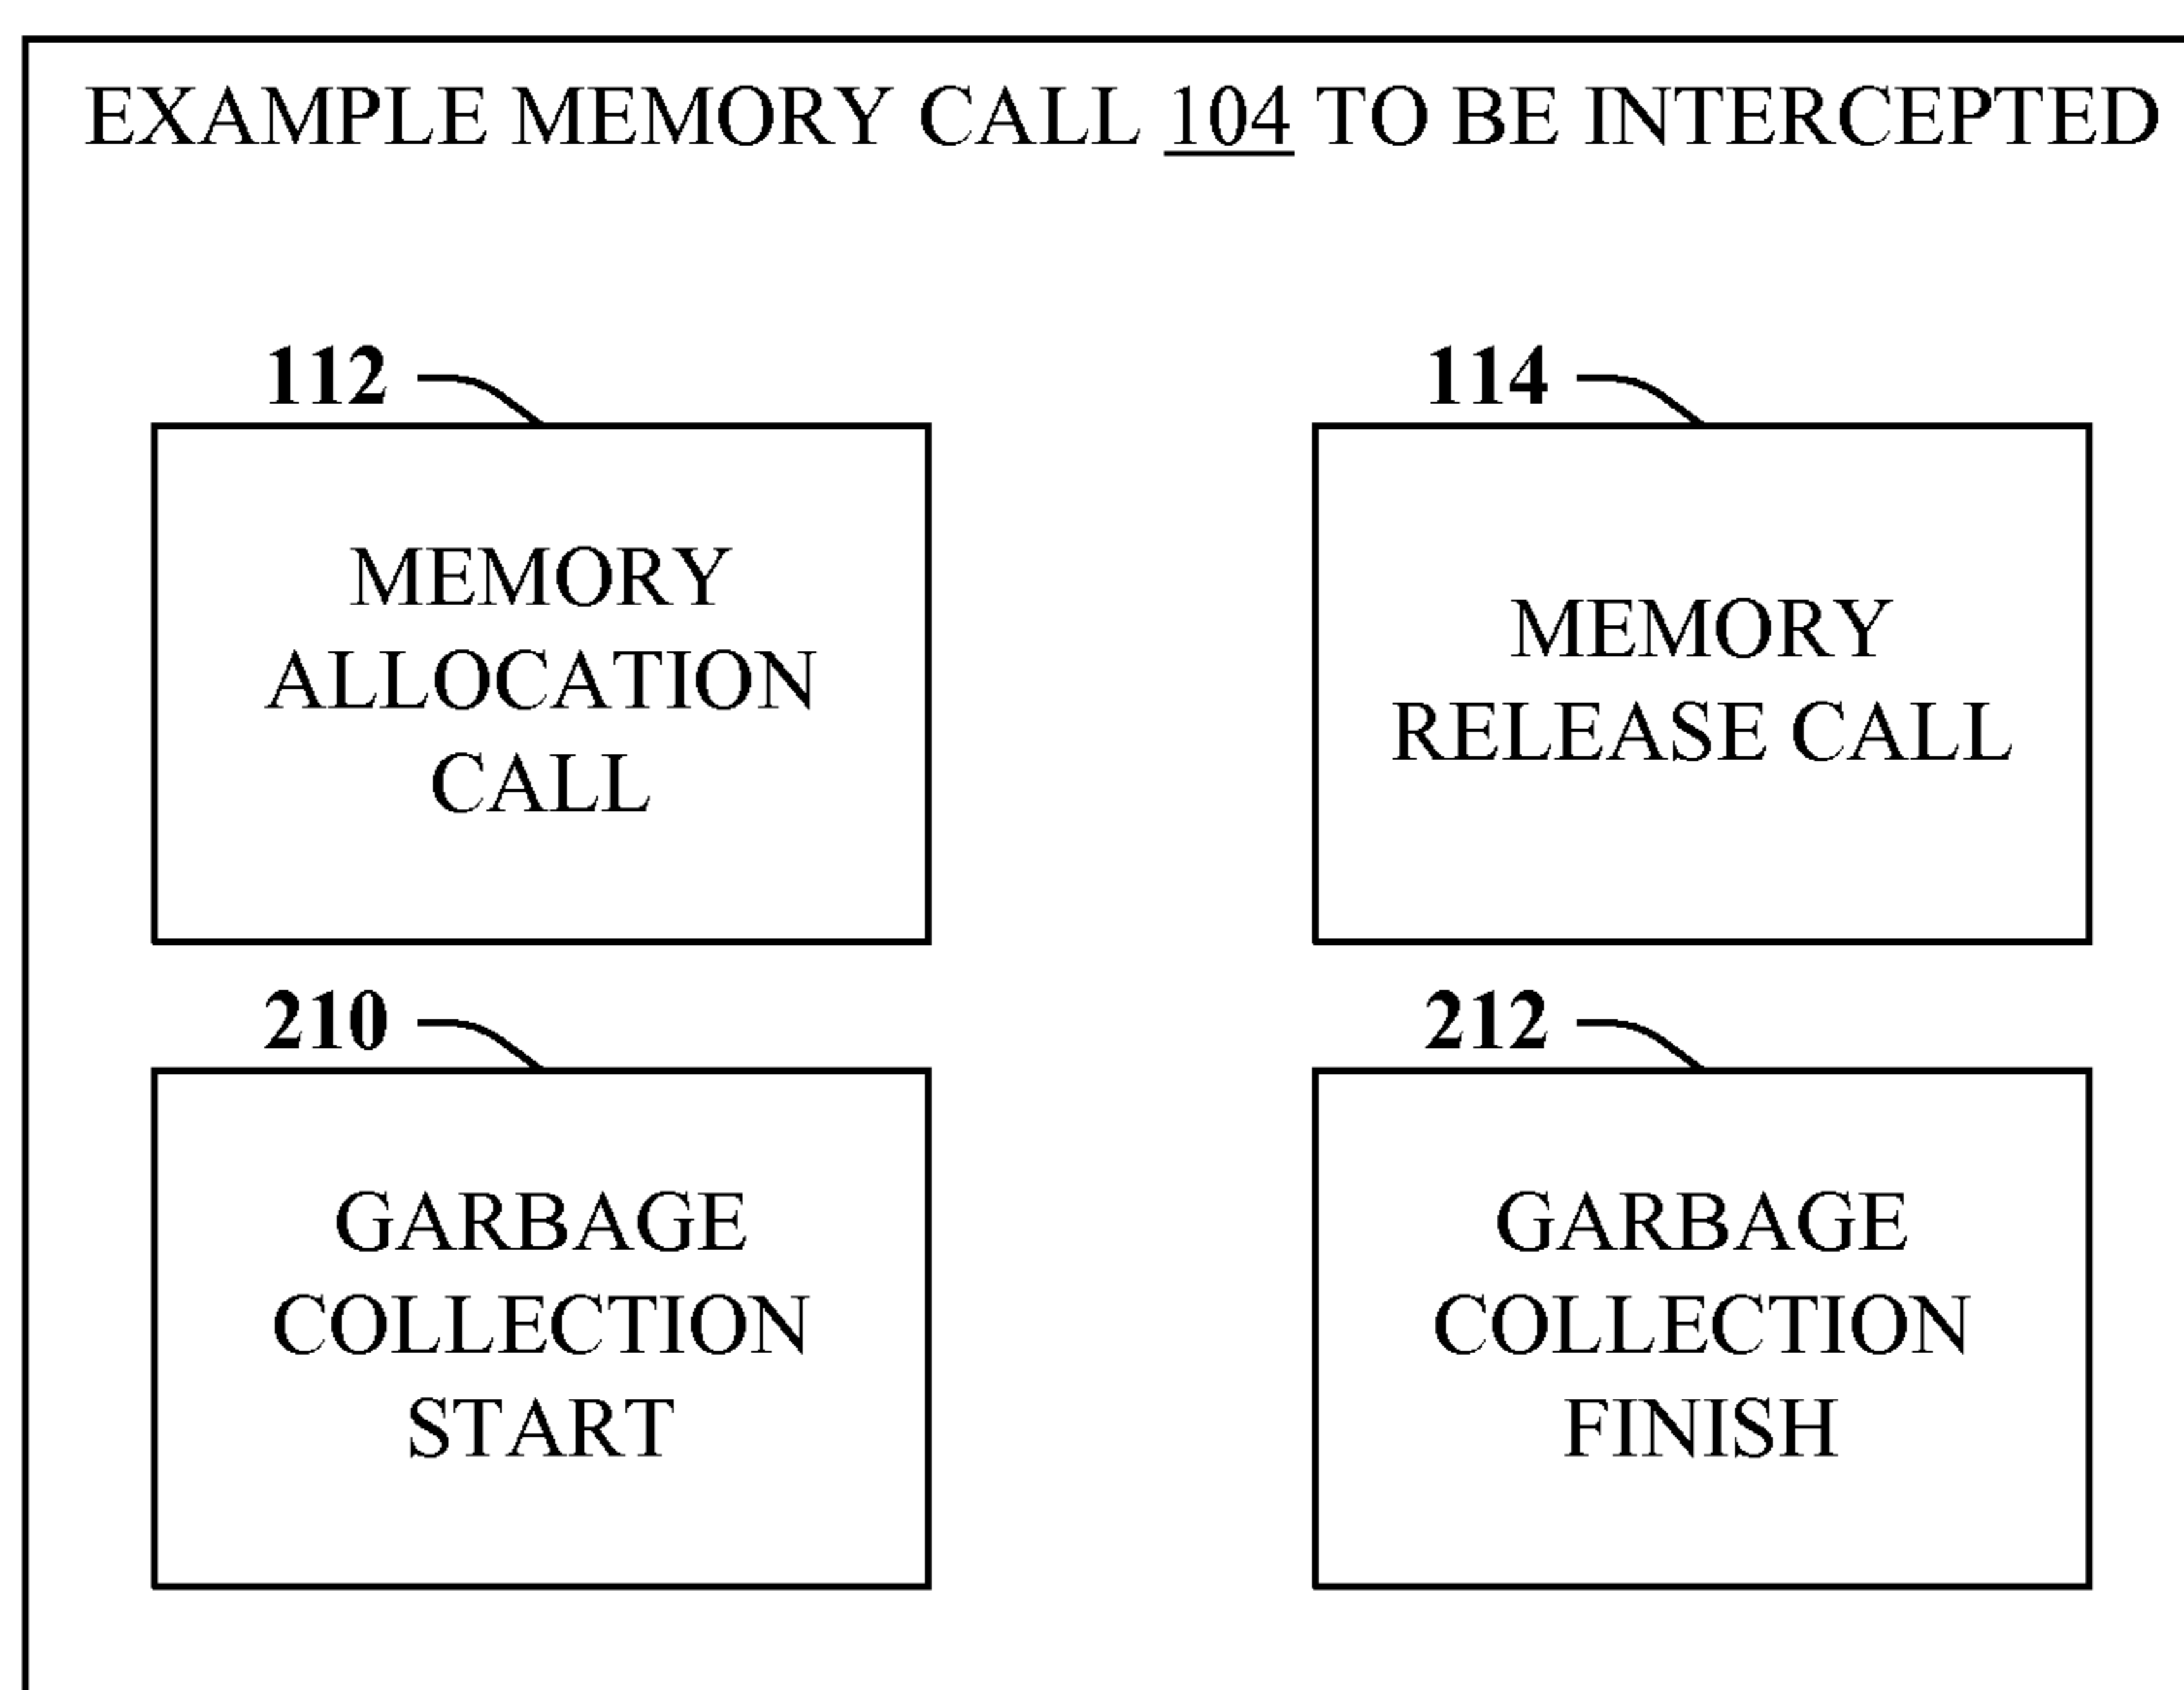 EXAMPLE MEMORY CALL 104 TO BE INTERCEPTED
112
MEMORY
ALLOCATION
CALL
114
MEMORY
RELEASE CALL
210
GARBAGE
COLLECTION
START
212
GARBAGE
COLLECTION
FINISH